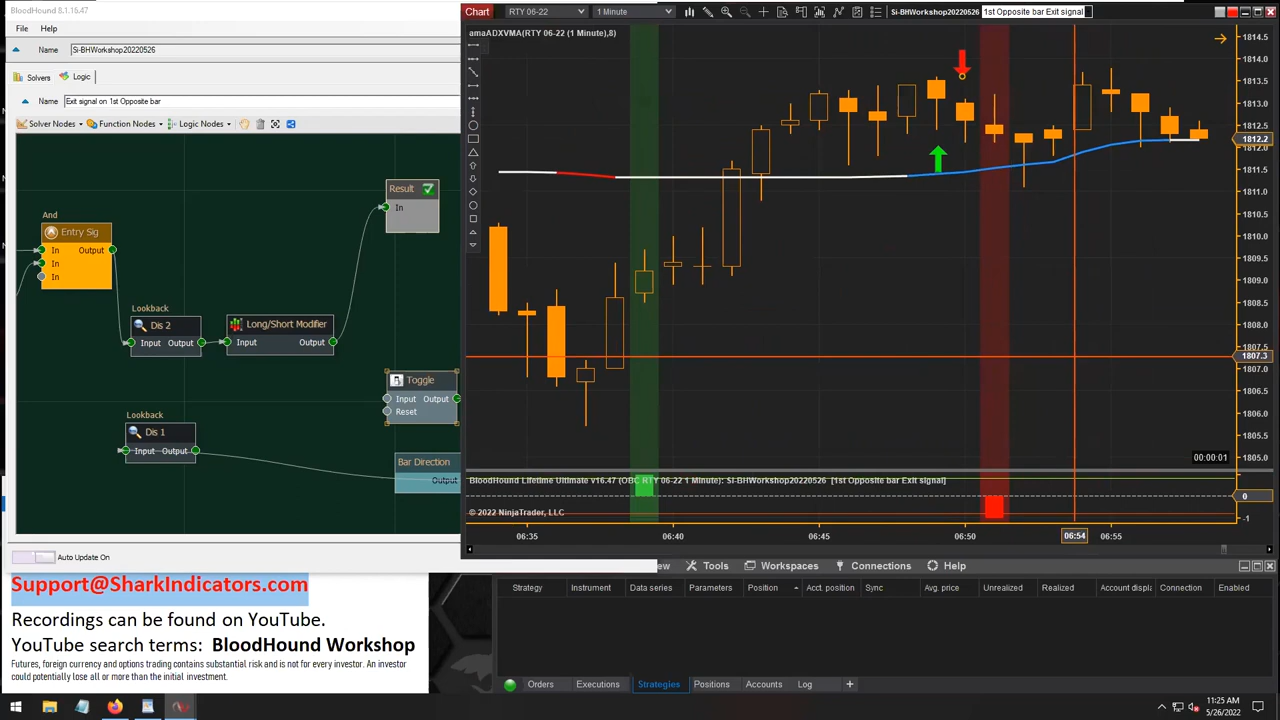 BloodHound 8.1.15.47
File Help
Name Si-BHWorkshop20220526
Solvers Logic
Name Exit signal on 1st Opposite bar
Solver Nodes Function Nodes Logic Nodes
And
Entry Sig
In Output
In
In
Result
In
Lookback
Dis 2
Input Output
Long/Short Modifier
Input Output
Toggle
Input Output
Reset
Lookback
Dis 1
Input Output
Bar Direction
Output
Auto Update On
Support@SharkIndicators.com
Recordings can be found on YouTube.
YouTube search terms: BloodHound Workshop
Futures, foreign currency and options trading contains substantial risk and is not for every investor. An investor
could potentially lose all or more than the initial investment.
Chart RTY 06-22 1 Minute Si-BHWorkshop20220526 1st Opposite bar Exit signal
amaADXVMA(RTY 06-22 (1 Minute),8)
1814.5
1814.0
1813.5
1813.0
1812.5
1812.2
1812.0
1811.5
1811.0
1810.5
1810.0
1809.5
1809.0
1808.5
1808.0
1807.3
1807.0
1806.5
1806.0
1805.5
1805.0
00:00:01
BloodHound Lifetime Ultimate v16.47 (OBC RTY 06-22 1 Minute): Si-BHWorkshop20220526 [1st Opposite bar Exit signal]
0
© 2022 NinjaTrader, LLC
-1
06:35 06:40 06:45 06:50 06:54 06:55
ew Tools Workspaces Connections Help
Strategy Instrument Data series Parameters Position Acct. position Sync Avg. price Unrealized Realized Account displa Connection Enabled
Orders Executions Strategies Positions Accounts Log +
11:25 AM
5/26/2022